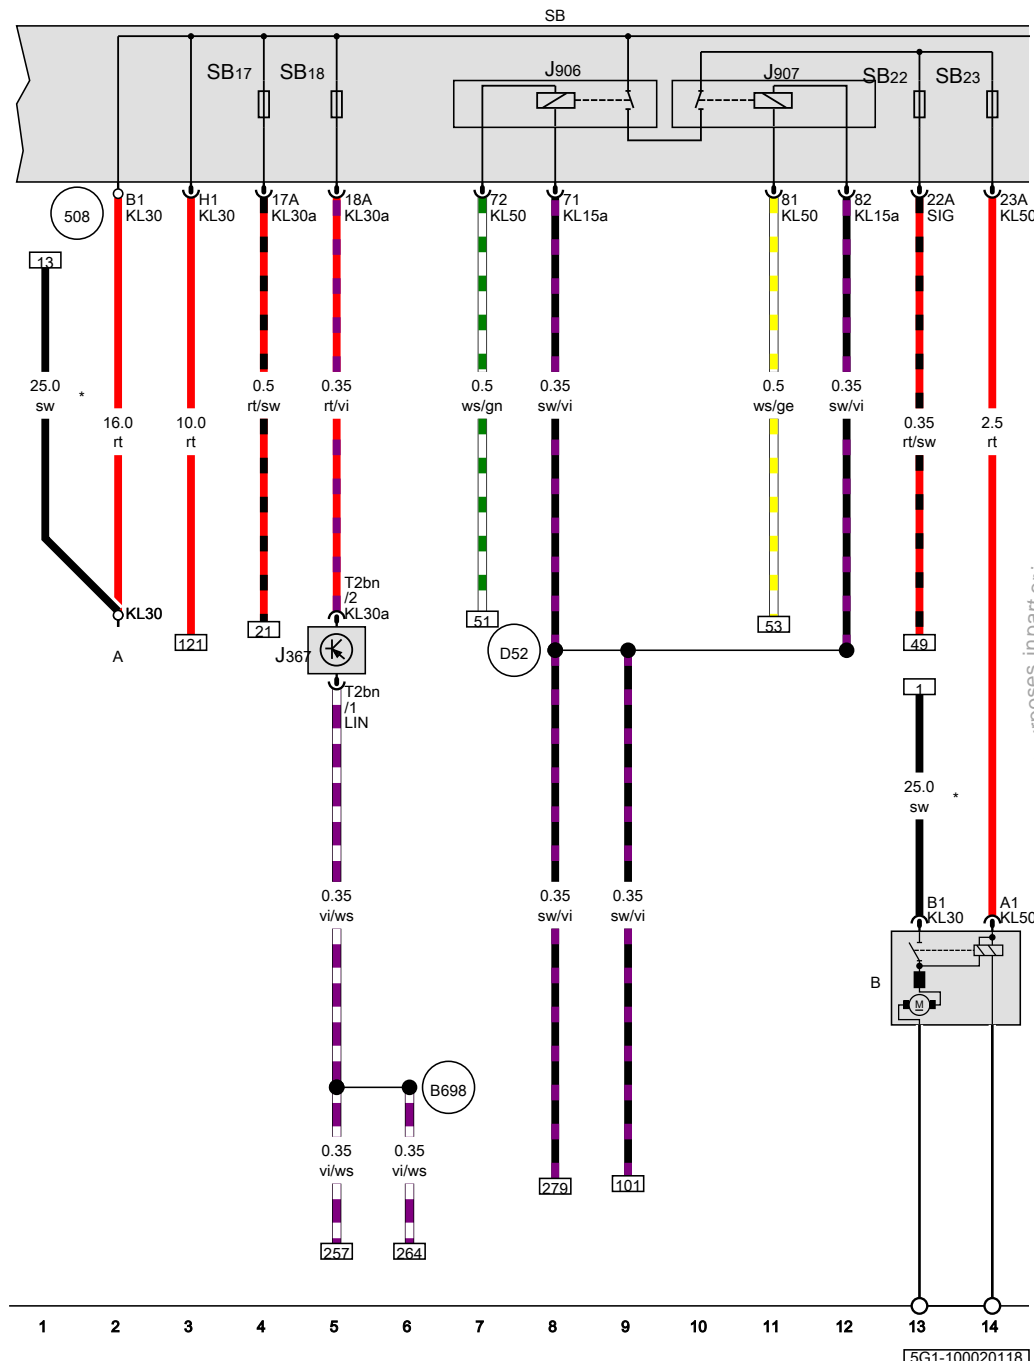 SB
SB17
SB18
J906
J907
SB22
SB23
508
B1
KL30
H1
KL30
17A
KL30a
18A
KL30a
72
KL50
71
KL15a
81
KL50
82
KL15a
22A
SIG
23A
KL50
13
25.0
sw
*
16.0
rt
10.0
rt
0.5
rt/sw
0.35
rt/vi
0.5
ws/gn
0.35
sw/vi
0.5
ws/ge
0.35
sw/vi
0.35
rt/sw
2.5
rt
KL30
A
121
21
T2bn
/2
KL30a
J367
T2bn
/1
LIN
51
D52
53
49
1
25.0
sw
*
0.35
vi/ws
0.35
sw/vi
0.35
sw/vi
B1
KL30
A1
KL50
B
M
B698
0.35
vi/ws
0.35
vi/ws
279
101
257
264
1 2 3 4 5 6 7 8 9 10 11 12 13 14
5G1-100020118